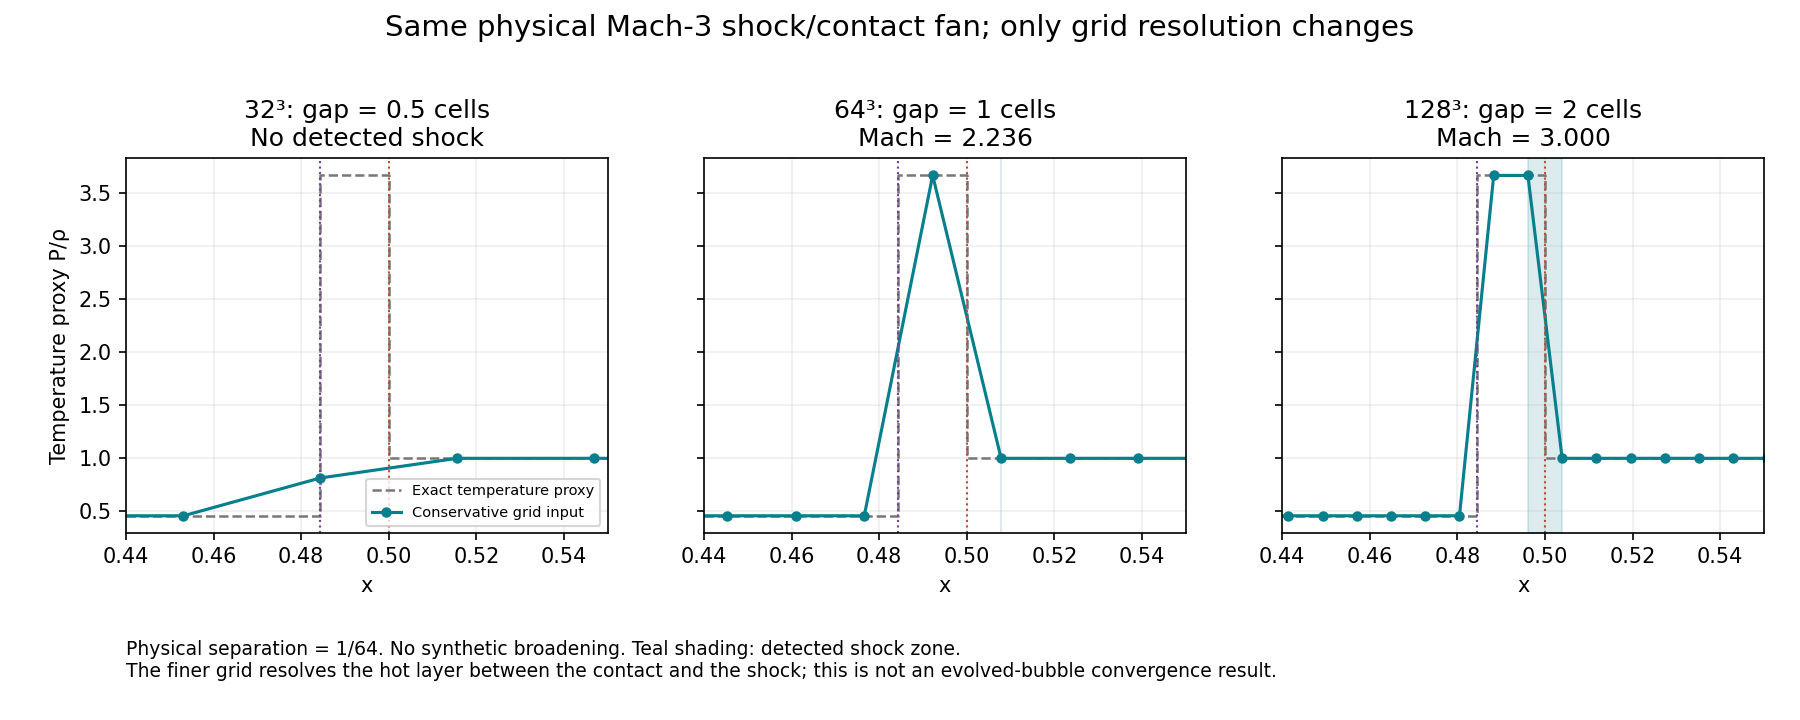 Same physical Mach-3 shock/contact fan; only grid resolution changes
32³: gap = 0.5 cells
No detected shock
64³: gap = 1 cells
Mach = 2.236
128³: gap = 2 cells
Mach = 3.000
Temperature proxy P/ρ
3.5
3.0
2.5
2.0
1.5
1.0
0.5
Exact temperature proxy
Conservative grid input
0.44 0.46 0.48 0.50 0.52 0.54
x
0.44 0.46 0.48 0.50 0.52 0.54
x
0.44 0.46 0.48 0.50 0.52 0.54
x
Physical separation = 1/64. No synthetic broadening. Teal shading: detected shock zone.
The finer grid resolves the hot layer between the contact and the shock; this is not an evolved-bubble convergence result.